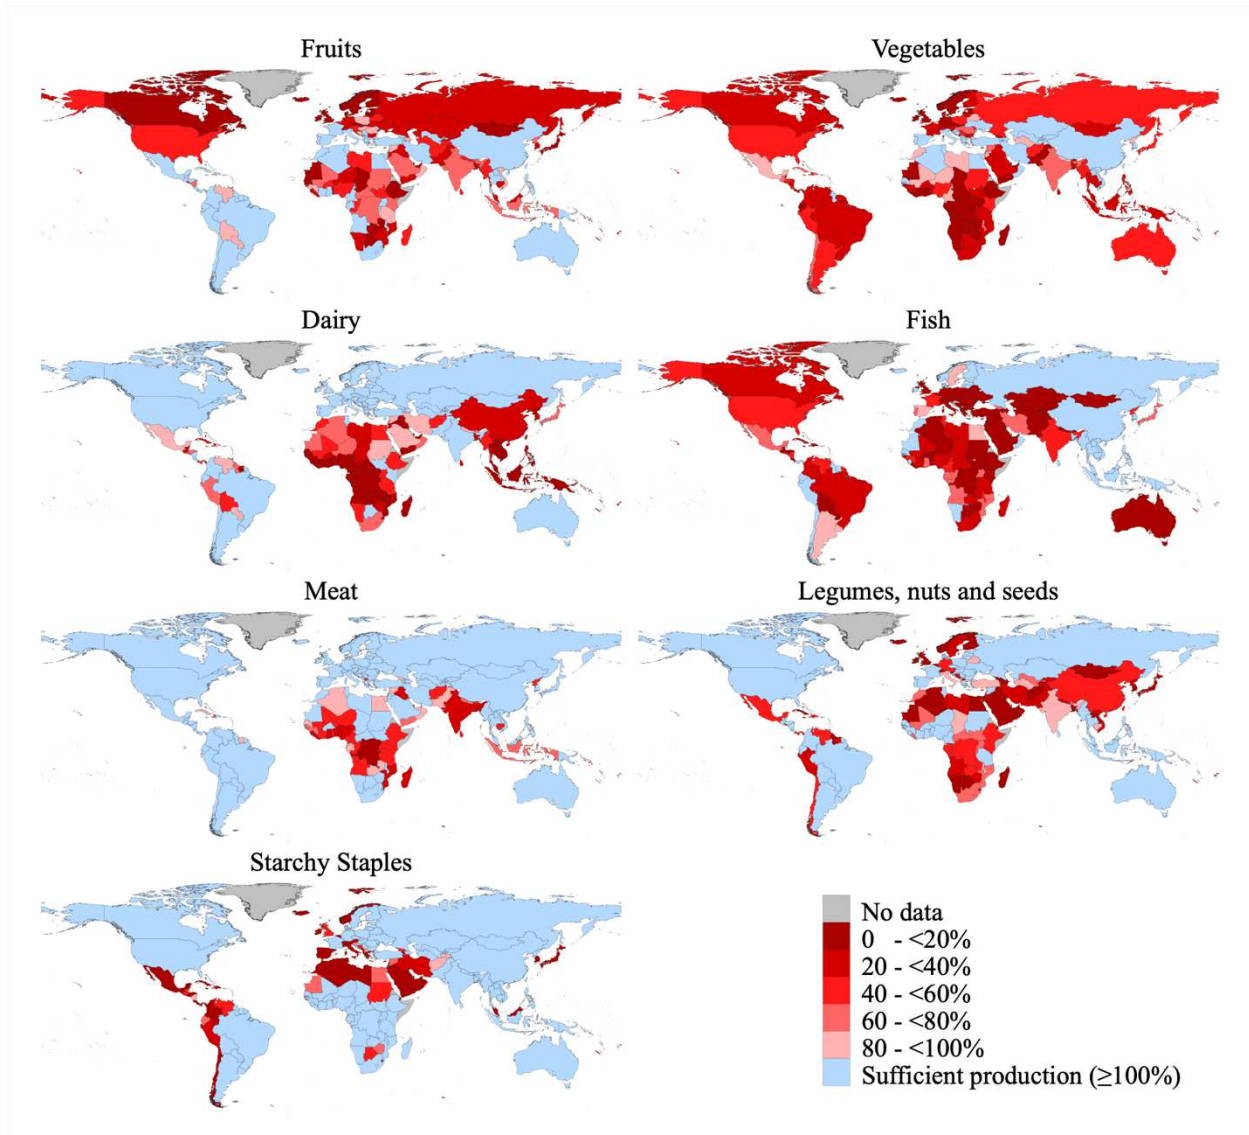 Fruits
Vegetables
Dairy
Fish
Meat
Legumes, nuts and seeds
Starchy Staples
No data
0 - <20%
20 - <40%
40 - <60%
60 - <80%
80 - <100%
Sufficient production (≥100%)